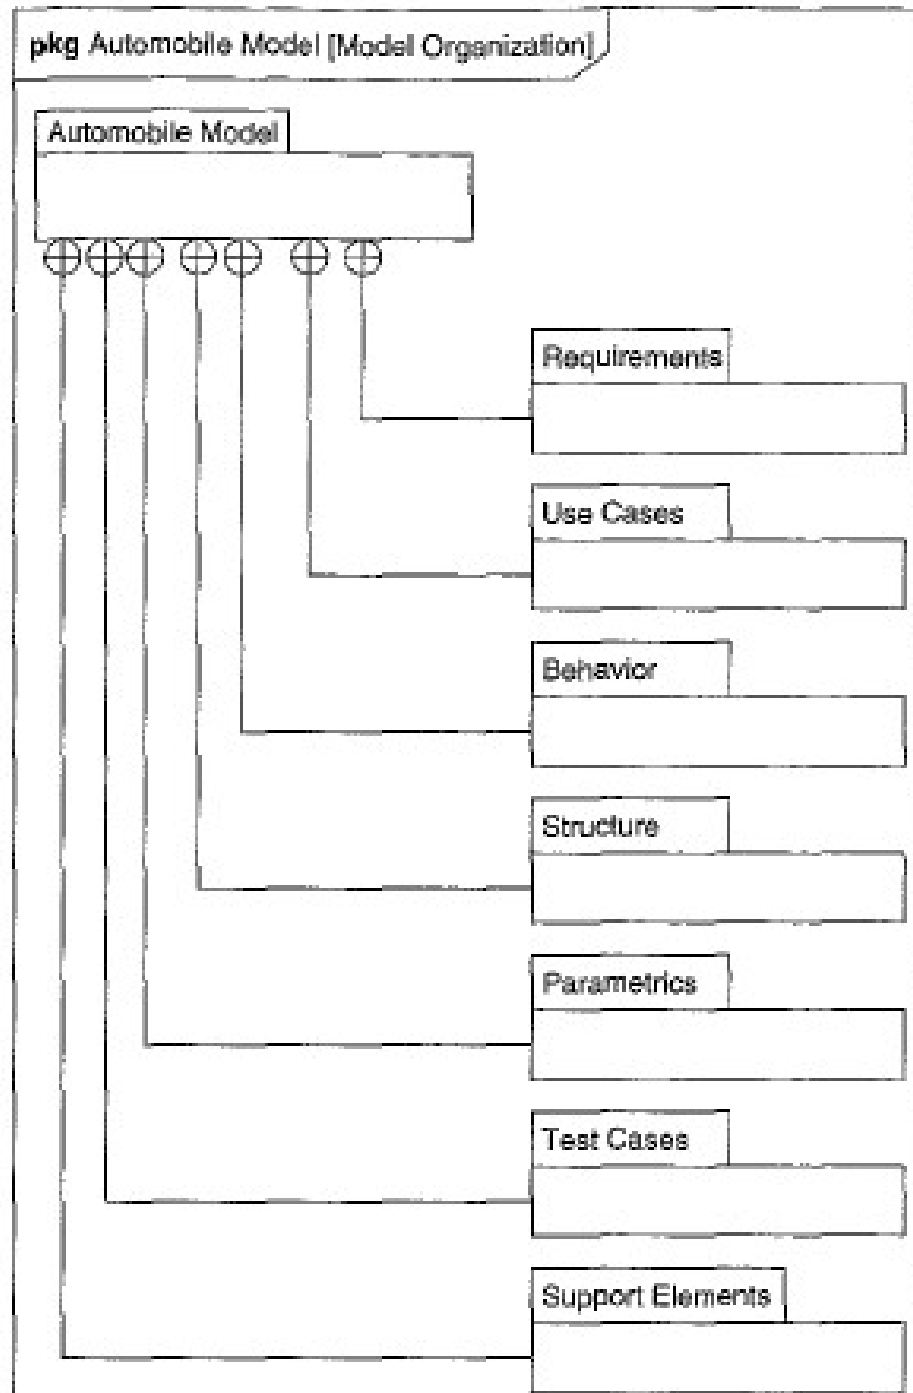 pkg Automobile Model [Model Organization]
Automobile Model
Requirements
Use Cases
Behavior
Structure
Parametrics
Test Cases
Support Elements